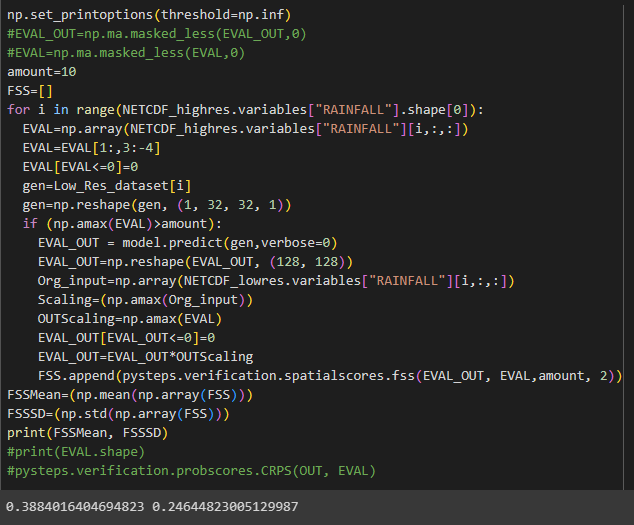 np.set_printoptions(threshold=np.inf)
#EVAL_OUT=np.ma.masked_less(EVAL_OUT,0)
#EVAL=np.ma.masked_less(EVAL,0)
amount=10
FSS=[]
for i in range(NETCDF_highres.variables["RAINFALL"].shape[0]):
  EVAL=np.array(NETCDF_highres.variables["RAINFALL"][i,:,:])
  EVAL=EVAL[1:,3:-4]
  EVAL[EVAL<=0]=0
  gen=Low_Res_dataset[i]
  gen=np.reshape(gen, (1, 32, 32, 1))
  if (np.amax(EVAL)>amount):
    EVAL_OUT = model.predict(gen,verbose=0)
    EVAL_OUT=np.reshape(EVAL_OUT, (128, 128))
    Org_input=np.array(NETCDF_lowres.variables["RAINFALL"][i,:,:])
    Scaling=(np.amax(Org_input))
    OUTScaling=np.amax(EVAL)
    EVAL_OUT[EVAL_OUT<=0]=0
    EVAL_OUT=EVAL_OUT*OUTScaling
    FSS.append(pysteps.verification.spatialscores.fss(EVAL_OUT, EVAL,amount, 2))
FSSMean=(np.mean(np.array(FSS)))
FSSSD=(np.std(np.array(FSS)))
print(FSSMean, FSSSD)
#print(EVAL.shape)
#pysteps.verification.probscores.CRPS(OUT, EVAL)
0.3884016404694823 0.24644823005129987